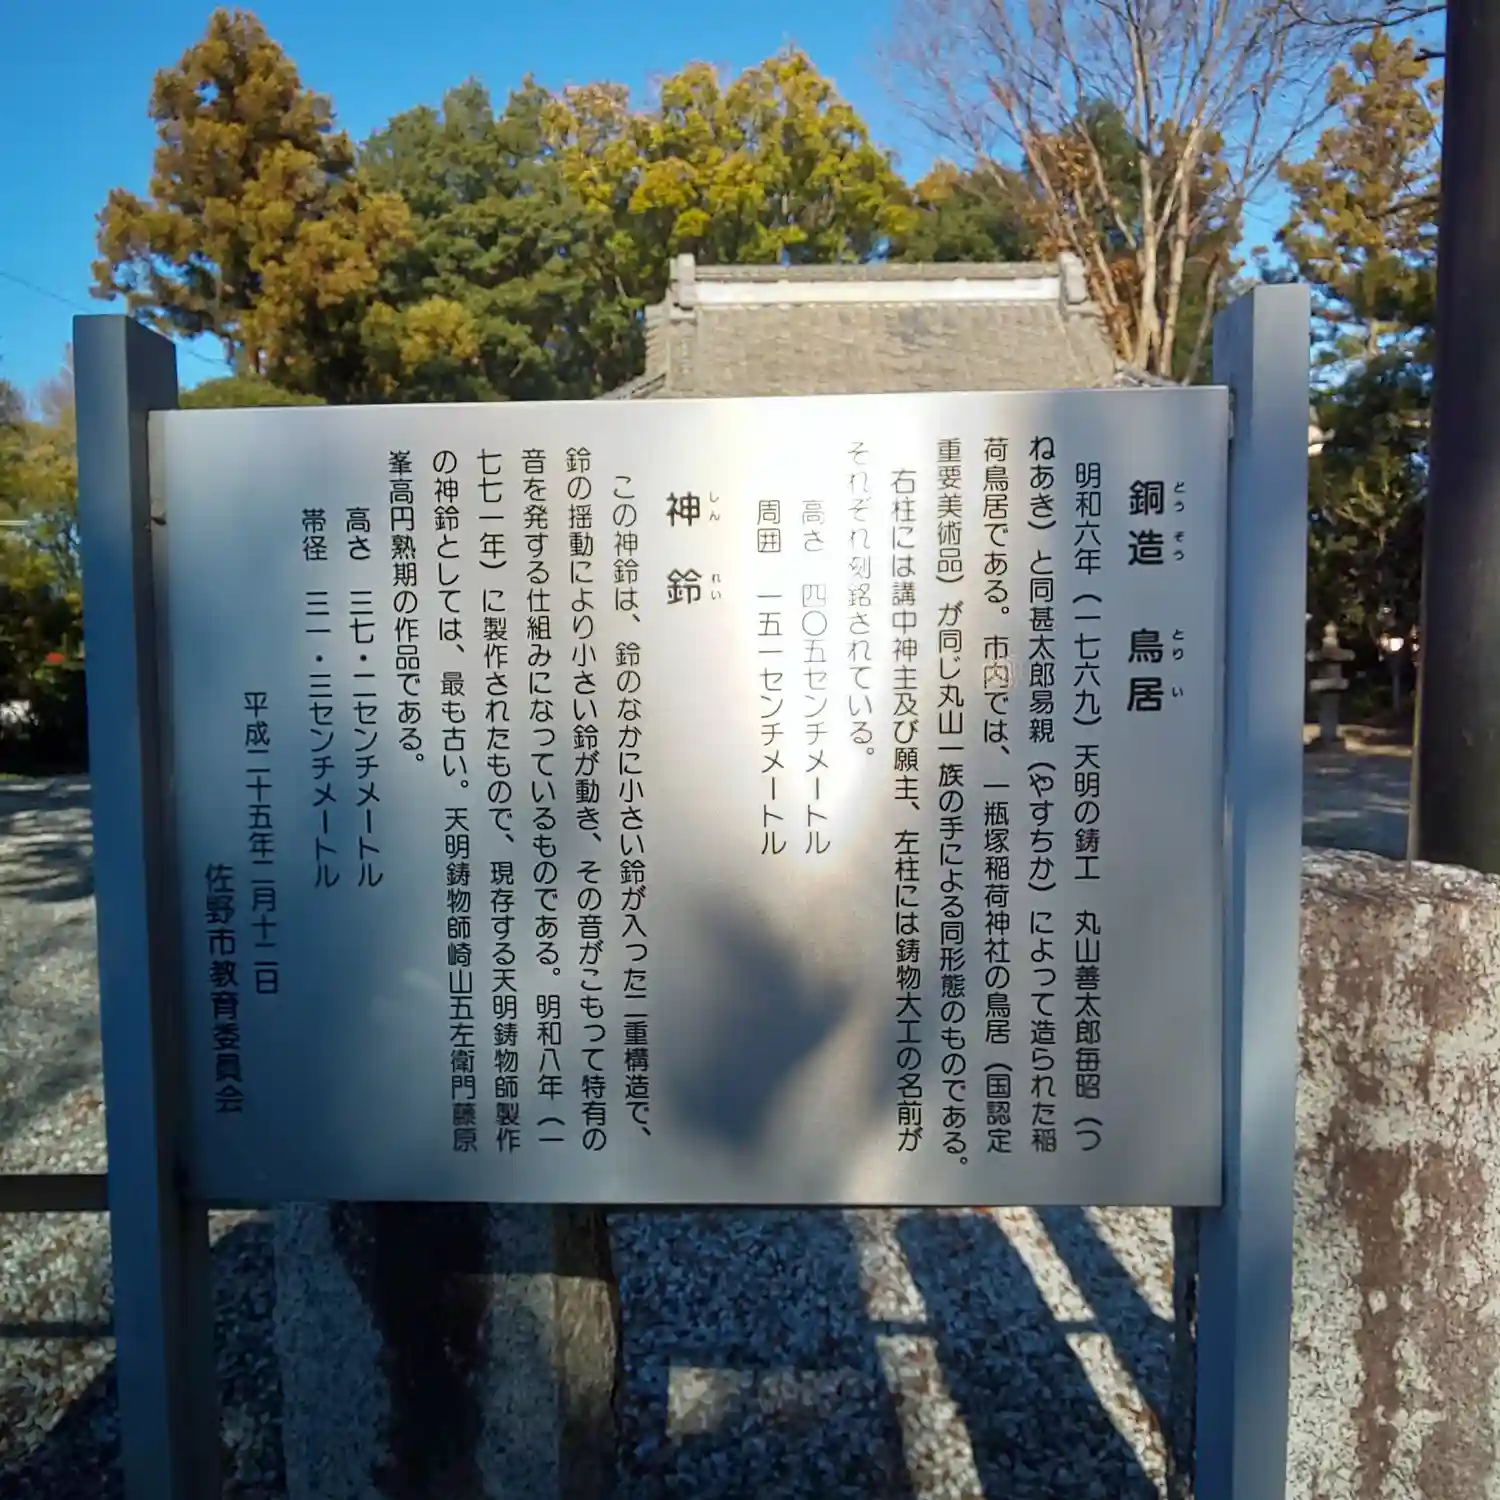 銅造 鳥居
どうぞう とりい
明和六年（一七六九）天明の鋳工 丸山善太郎毎昭（つ
ねあき）と同甚太郎易親（やすちか）によって造られた稲
荷鳥居である。市内では、一瓶塚稲荷神社の鳥居（国認定
重要美術品）が同じ丸山一族の手による同形態のものである。
右柱には講中神主及び願主、左柱には鋳物大工の名前が
それぞれ刻銘されている。
高さ 四〇五センチメートル
周囲 一五一センチメートル
神鈴
しんれい
この神鈴は、鈴のなかに小さい鈴が入った二重構造で、
鈴の揺動により小さい鈴が動き、その音がこもって特有の
音を発する仕組みになっているものである。明和八年（一
七七一年）に製作されたもので、現存する天明鋳物師製作
の神鈴としては、最も古い。天明鋳物師崎山五左衛門藤原
峯高円熟期の作品である。
高さ 三七・二センチメートル
帯径 三一・三センチメートル
平成二十五年二月十二日
佐野市教育委員会